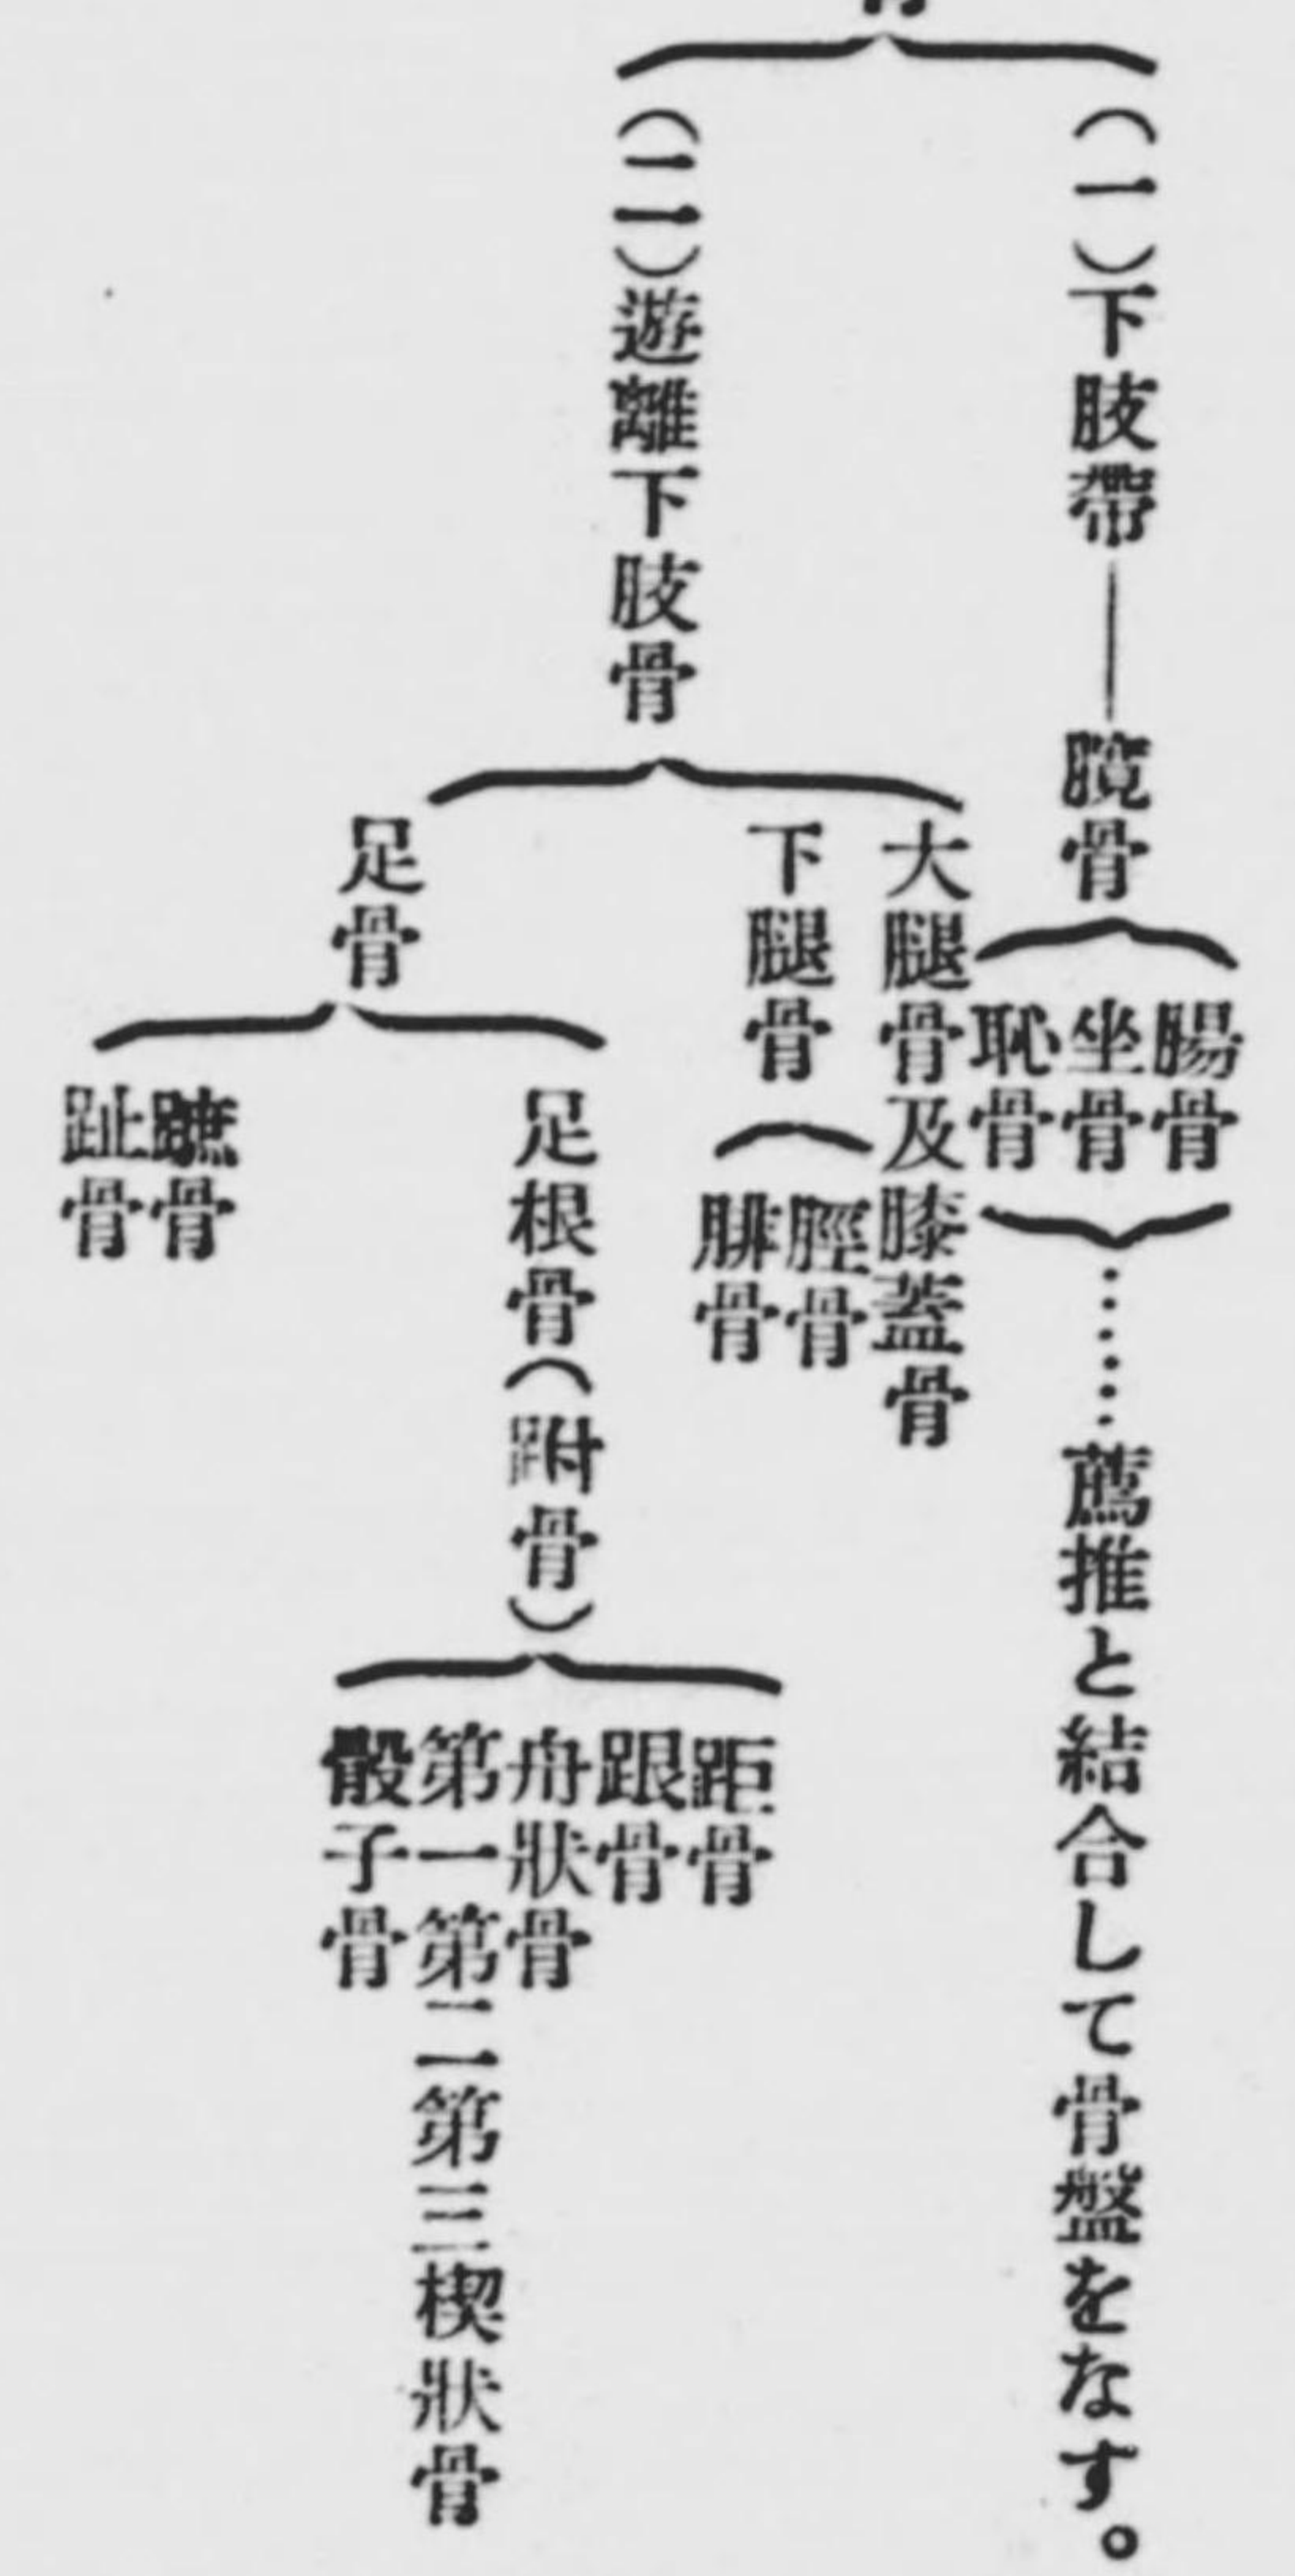 骨
(一)下肢帶――臗骨
腸骨
坐骨
恥骨
……薦推と結合して骨盤をなす。
(二)遊離下肢骨
大腿骨及膝蓋骨
下腿骨
脛骨
腓骨
足骨
足根骨(跗骨)
距骨
跟骨
舟狀骨
第一第二第三楔狀骨
骰子骨
蹠骨
趾骨